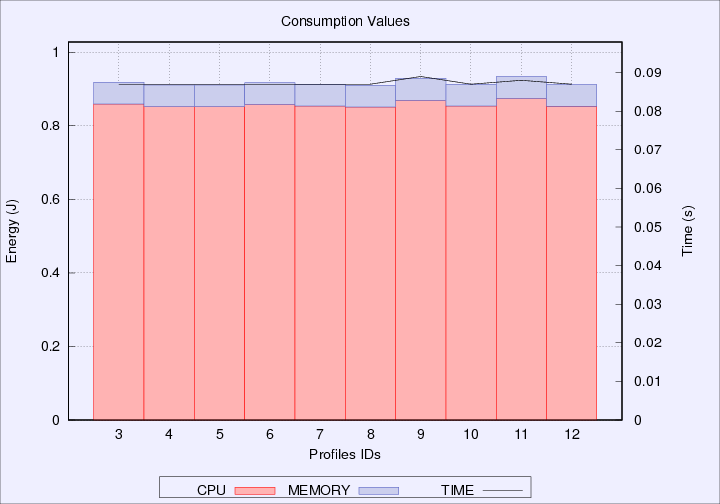 Consumption Values
1
0.8
0.6
0.4
0.2
0
Energy (J)
0.09
0.08
0.07
0.06
0.05
0.04
0.03
0.02
0.01
0
Time (s)
3 4 5 6 7 8 9 10 11 12
Profiles IDs
CPU MEMORY TIME